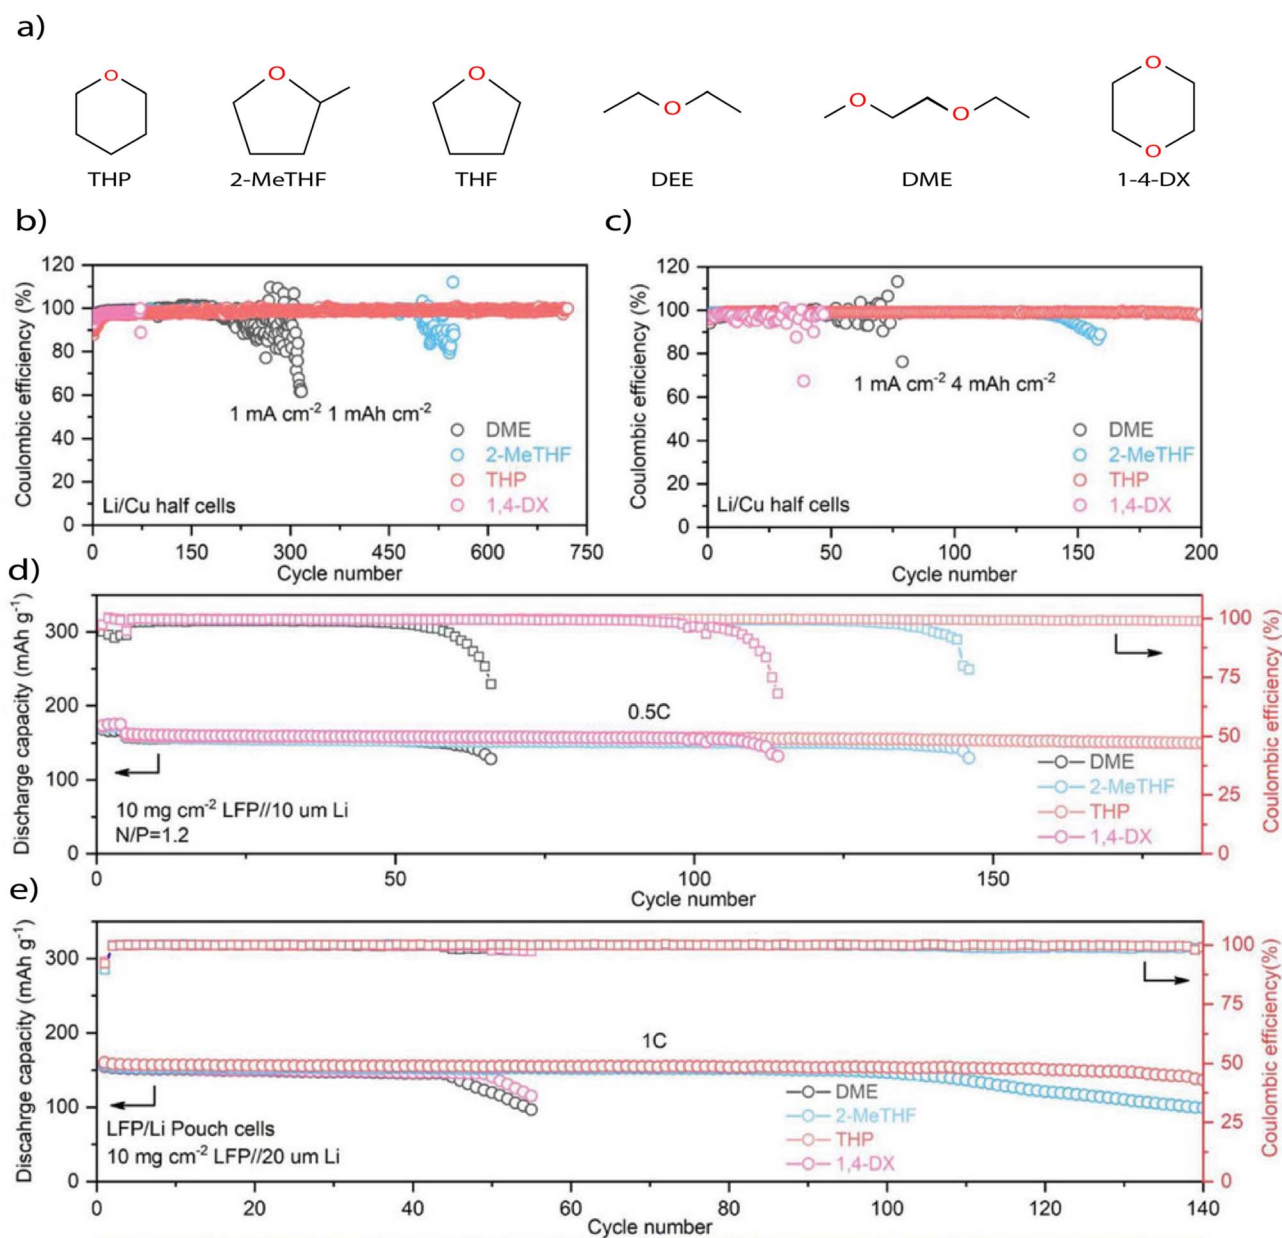 a)
O O O O O O O O
THP 2-MeTHF THF DEE DME 1-4-DX
b)
120
100
80
60
40
20
0
Coulombic efficiency (%)
1 mA cm⁻² 1 mAh cm⁻²
DME
2-MeTHF
THP
1,4-DX
Li/Cu half cells
0 150 300 450 600 750
Cycle number
c)
120
100
80
60
40
20
0
Coulombic efficiency (%)
1 mA cm⁻² 4 mAh cm⁻²
DME
2-MeTHF
THP
1,4-DX
Li/Cu half cells
0 50 100 150 200
Cycle number
d)
300
200
100
0
Discharge capacity (mAh g⁻¹)
0.5C
10 mg cm⁻² LFP//10 um Li
N/P=1.2
DME
2-MeTHF
THP
1,4-DX
100
75
50
25
0
Coulombic efficiency (%)
0 50 100 150
Cycle number
e)
300
200
150
100
0
Discahrge capacity (mAh g⁻¹)
1C
LFP/Li Pouch cells
10 mg cm⁻² LFP//20 um Li
DME
2-MeTHF
THP
1,4-DX
100
75
50
25
0
Coulombic efficiency(%)
0 20 40 60 80 100 120 140
Cycle number